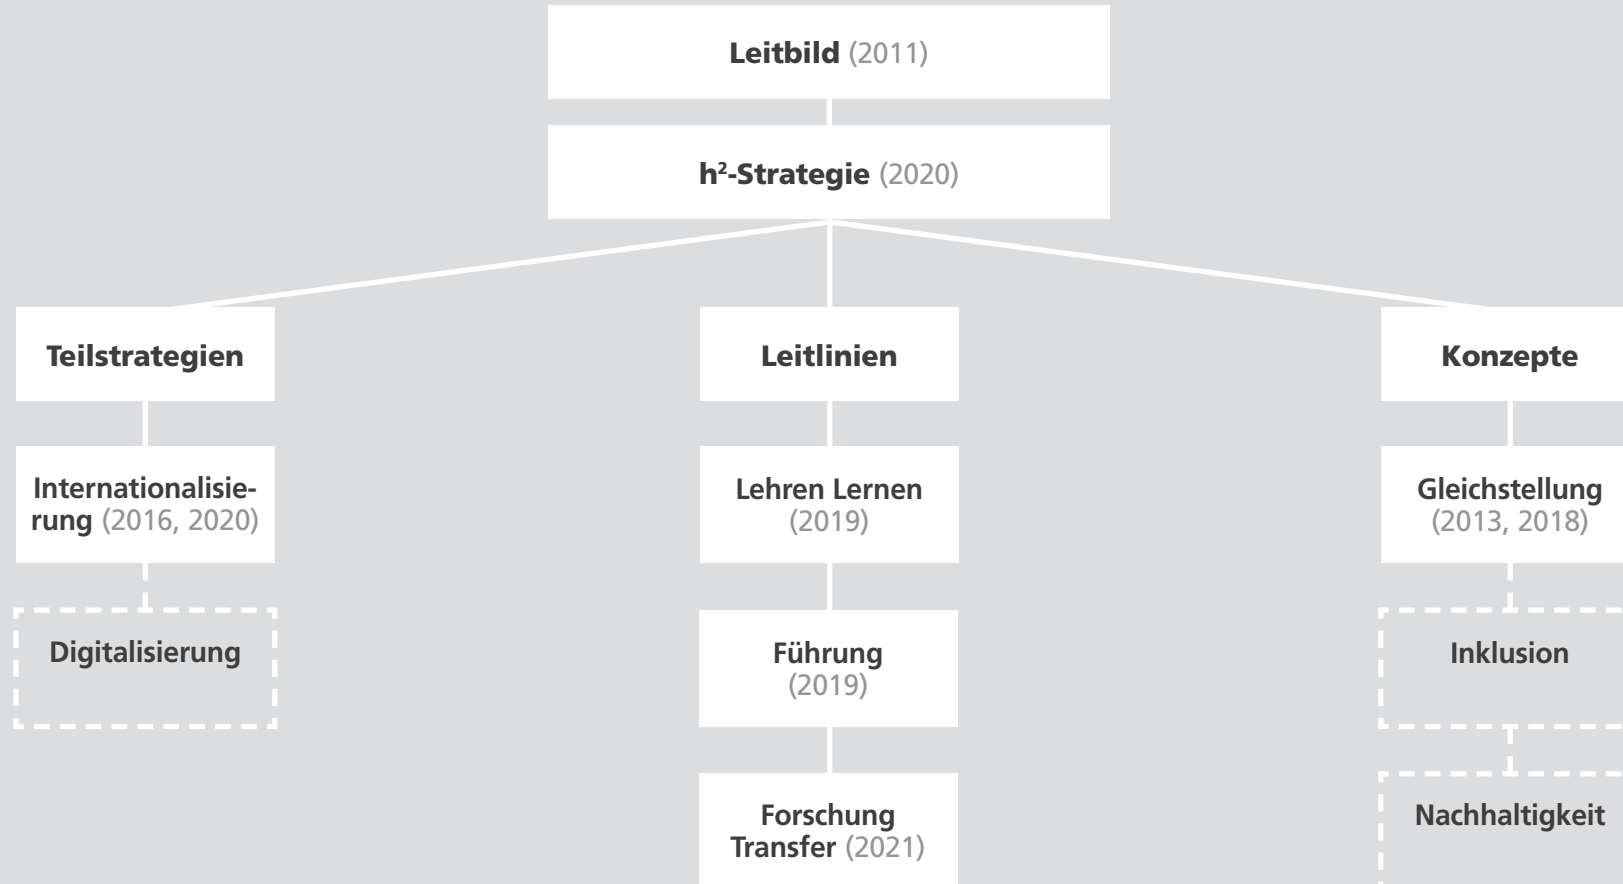 Leitbild (2011)
h²-Strategie (2020)
Teilstrategien
Leitlinien
Konzepte
Internationalisie-
rung (2016, 2020)
Lehren Lernen
(2019)
Gleichstellung
(2013, 2018)
Digitalisierung
Führung
(2019)
Inklusion
Forschung
Transfer (2021)
Nachhaltigkeit